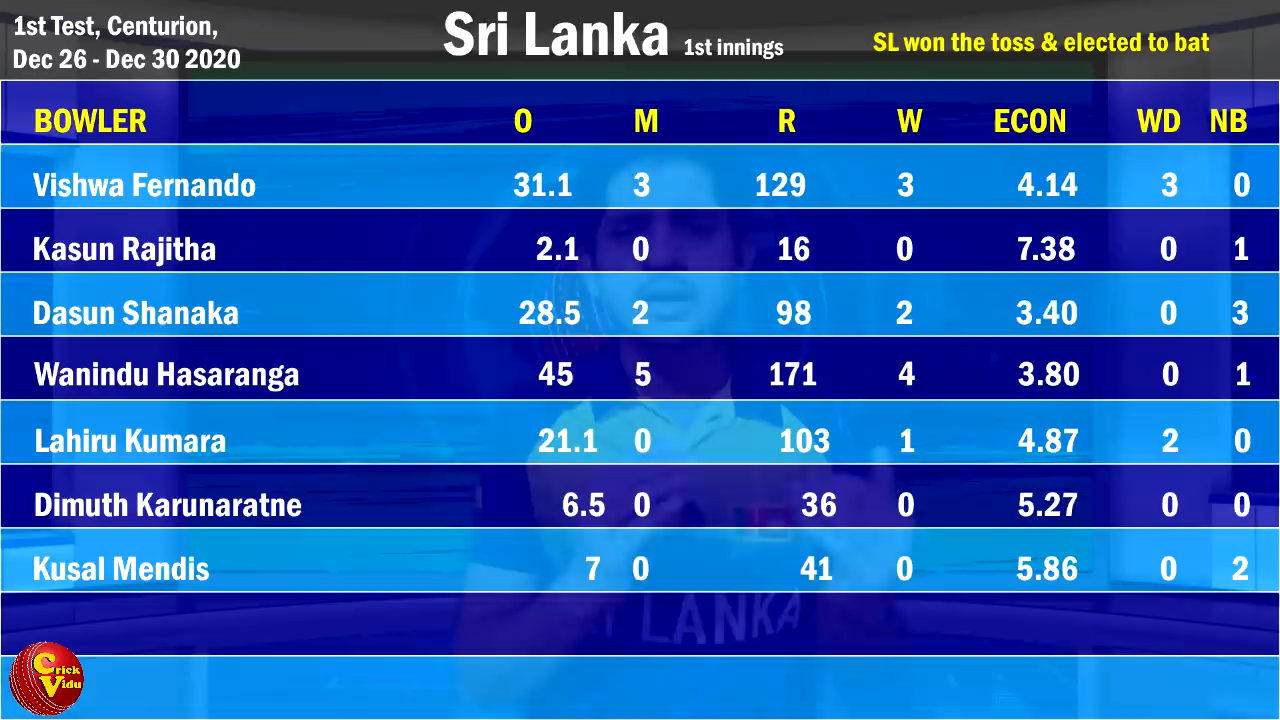 1st Test, Centurion,
Dec 26 - Dec 30 2020
Sri Lanka 1st innings
SL won the toss & elected to bat
BOWLER O M R W ECON WD NB
Vishwa Fernando 31.1 3 129 3 4.14 3 0
Kasun Rajitha 2.1 0 16 0 7.38 0 1
Dasun Shanaka 28.5 2 98 2 3.40 0 3
Wanindu Hasaranga 45 5 171 4 3.80 0 1
Lahiru Kumara 21.1 0 103 1 4.87 2 0
Dimuth Karunaratne 6.5 0 36 0 5.27 0 0
Kusal Mendis 7 0 41 0 5.86 0 2
LANKA
Crick
Vidu